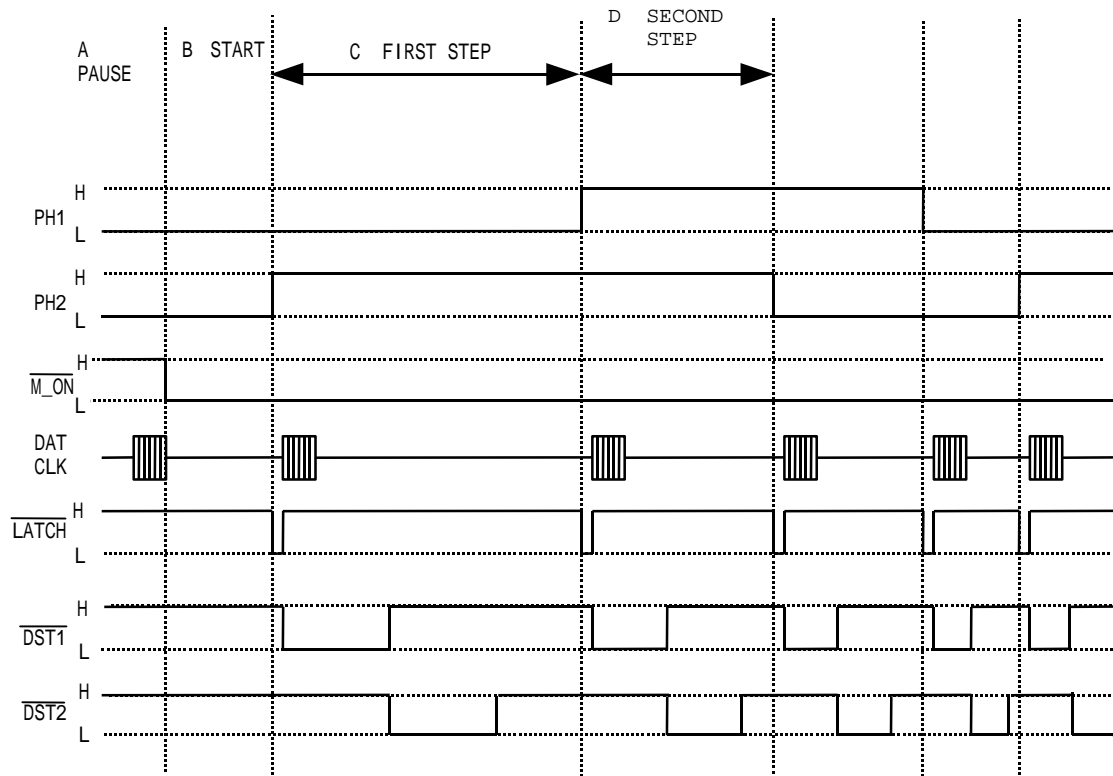 D SECOND
STEP
A
PAUSE
B START
C FIRST STEP
H
PH1
L
H
PH2
L
H
M_ON
L
DAT
CLK
H
LATCH
L
H
DST1
L
H
DST2
L